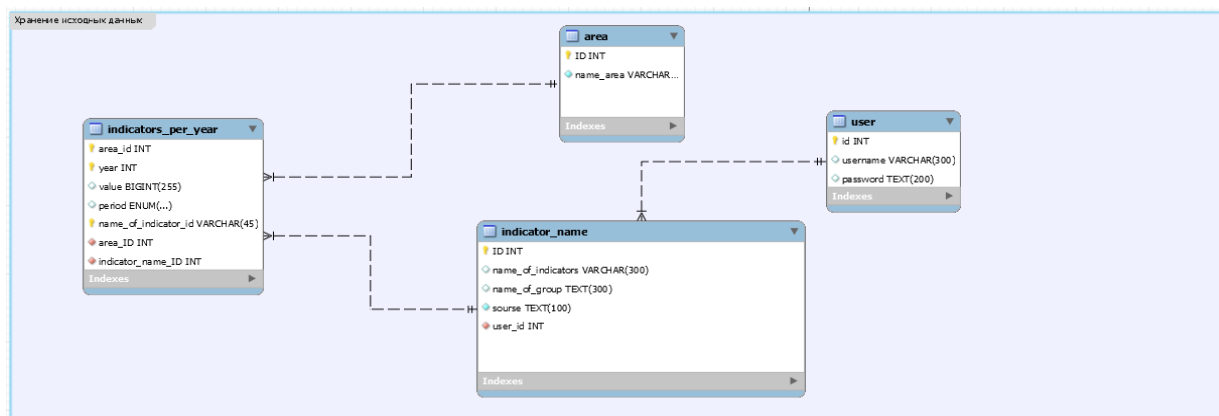 Хранение исходных данных
area
ID INT
name_area VARCHAR...
Indexes
indicators_per_year
area_id INT
year INT
value BIGINT(255)
period ENUM(...)
name_of_indicator_id VARCHAR(45)
area_ID INT
indicator_name_ID INT
Indexes
user
id INT
username VARCHAR(300)
password TEXT(200)
Indexes
indicator_name
ID INT
name_of_indicators VARCHAR(300)
name_of_group TEXT(300)
sourse TEXT(100)
user_id INT
Indexes